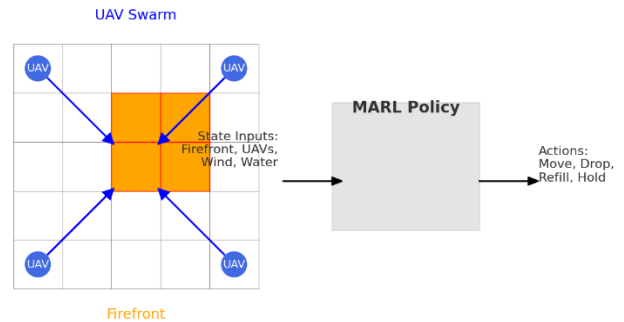 UAV Swarm
UAV
UAV
State Inputs:
Firefront, UAVs,
Wind, Water
MARL Policy
Actions:
Move, Drop,
Refill, Hold
UAV
UAV
Firefront